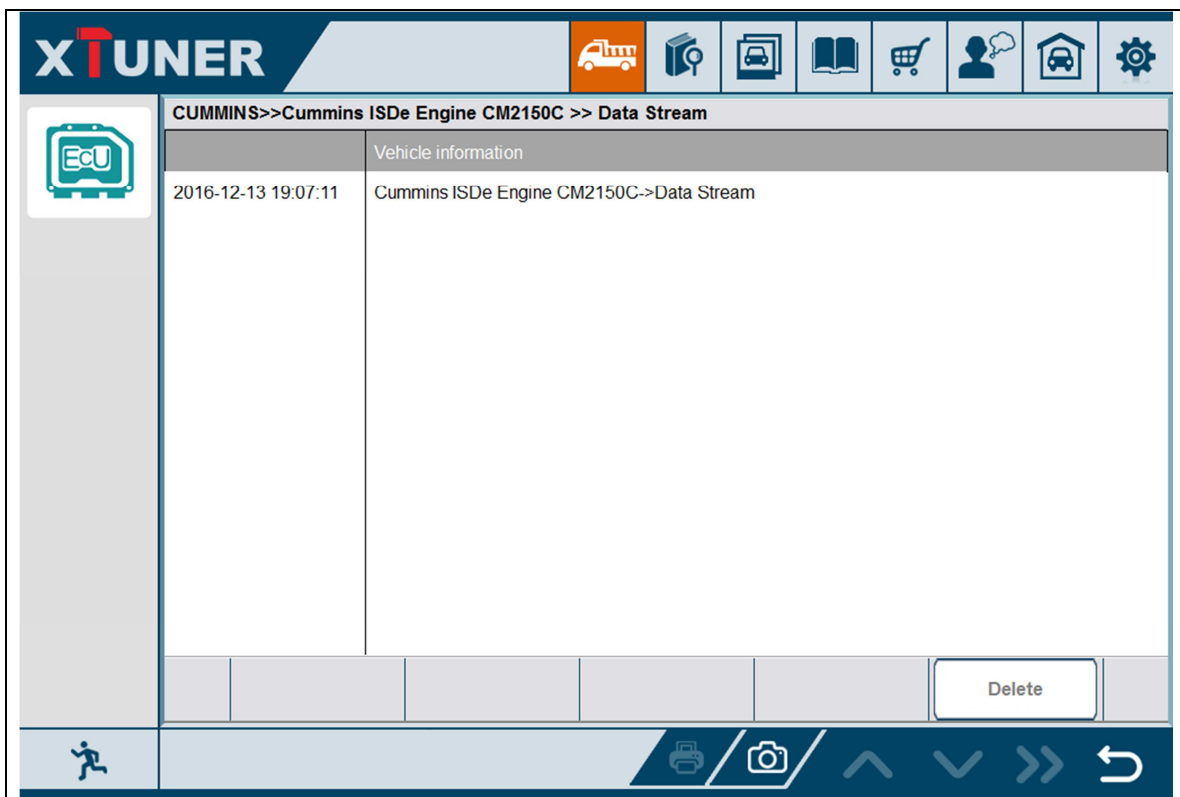 XTUNER
CUMMINS>>Cummins ISDe Engine CM2150C >> Data Stream
ECU
Vehicle information
2016-12-13 19:07:11 Cummins ISDe Engine CM2150C->Data Stream
Delete